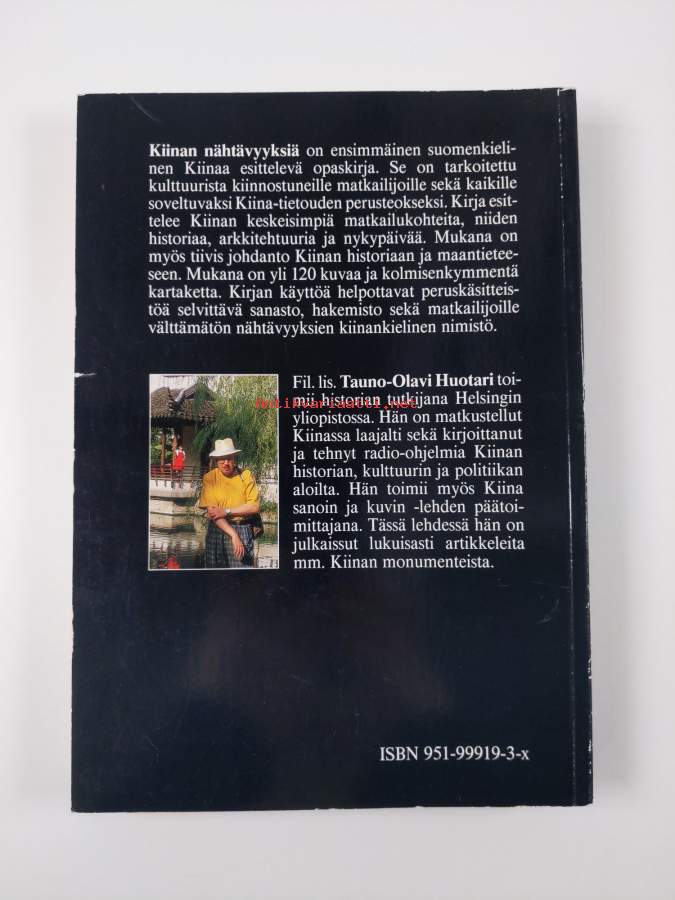 Kiinan nähtävyyksiä on ensimmäinen suomenkieli-
nen Kiinaa esittelevä opaskirja. Se on tarkoitettu
kulttuurista kiinnostuneille matkailijoille sekä kaikille
soveltuvaksi Kiina-tietouden perusteokseksi. Kirja esit-
telee Kiinan keskeisimpiä matkailukohteita, niiden
historiaa, arkkitehtuuria ja nykypäivää. Mukana on
myös tiivis johdanto Kiinan historiaan ja maantietee-
seen. Mukana on yli 120 kuvaa ja kolmisenkymmentä
kartaketta. Kirjan käyttöä helpottavat peruskäsitteis-
töä selvittävä sanasto, hakemisto sekä matkailijoille
välttämätön nähtävyyksien kiinankielinen nimistö.
Fil. lis. Tauno-Olavi Huotari toi-
mii historian tutkijana Helsingin
yliopistossa. Hän on matkustellut
Kiinassa laajalti sekä kirjoittanut
ja tehnyt radio-ohjelmia Kiinan
historian, kulttuurin ja politiikan
aloilta. Hän toimii myös Kiina
sanoin ja kuvin -lehden päätoi-
mittajana. Tässä lehdessä hän on
julkaissut lukuisasti artikkeleita
mm. Kiinan monumenteista.
antikvariaatti.net
ISBN 951-99919-3-x